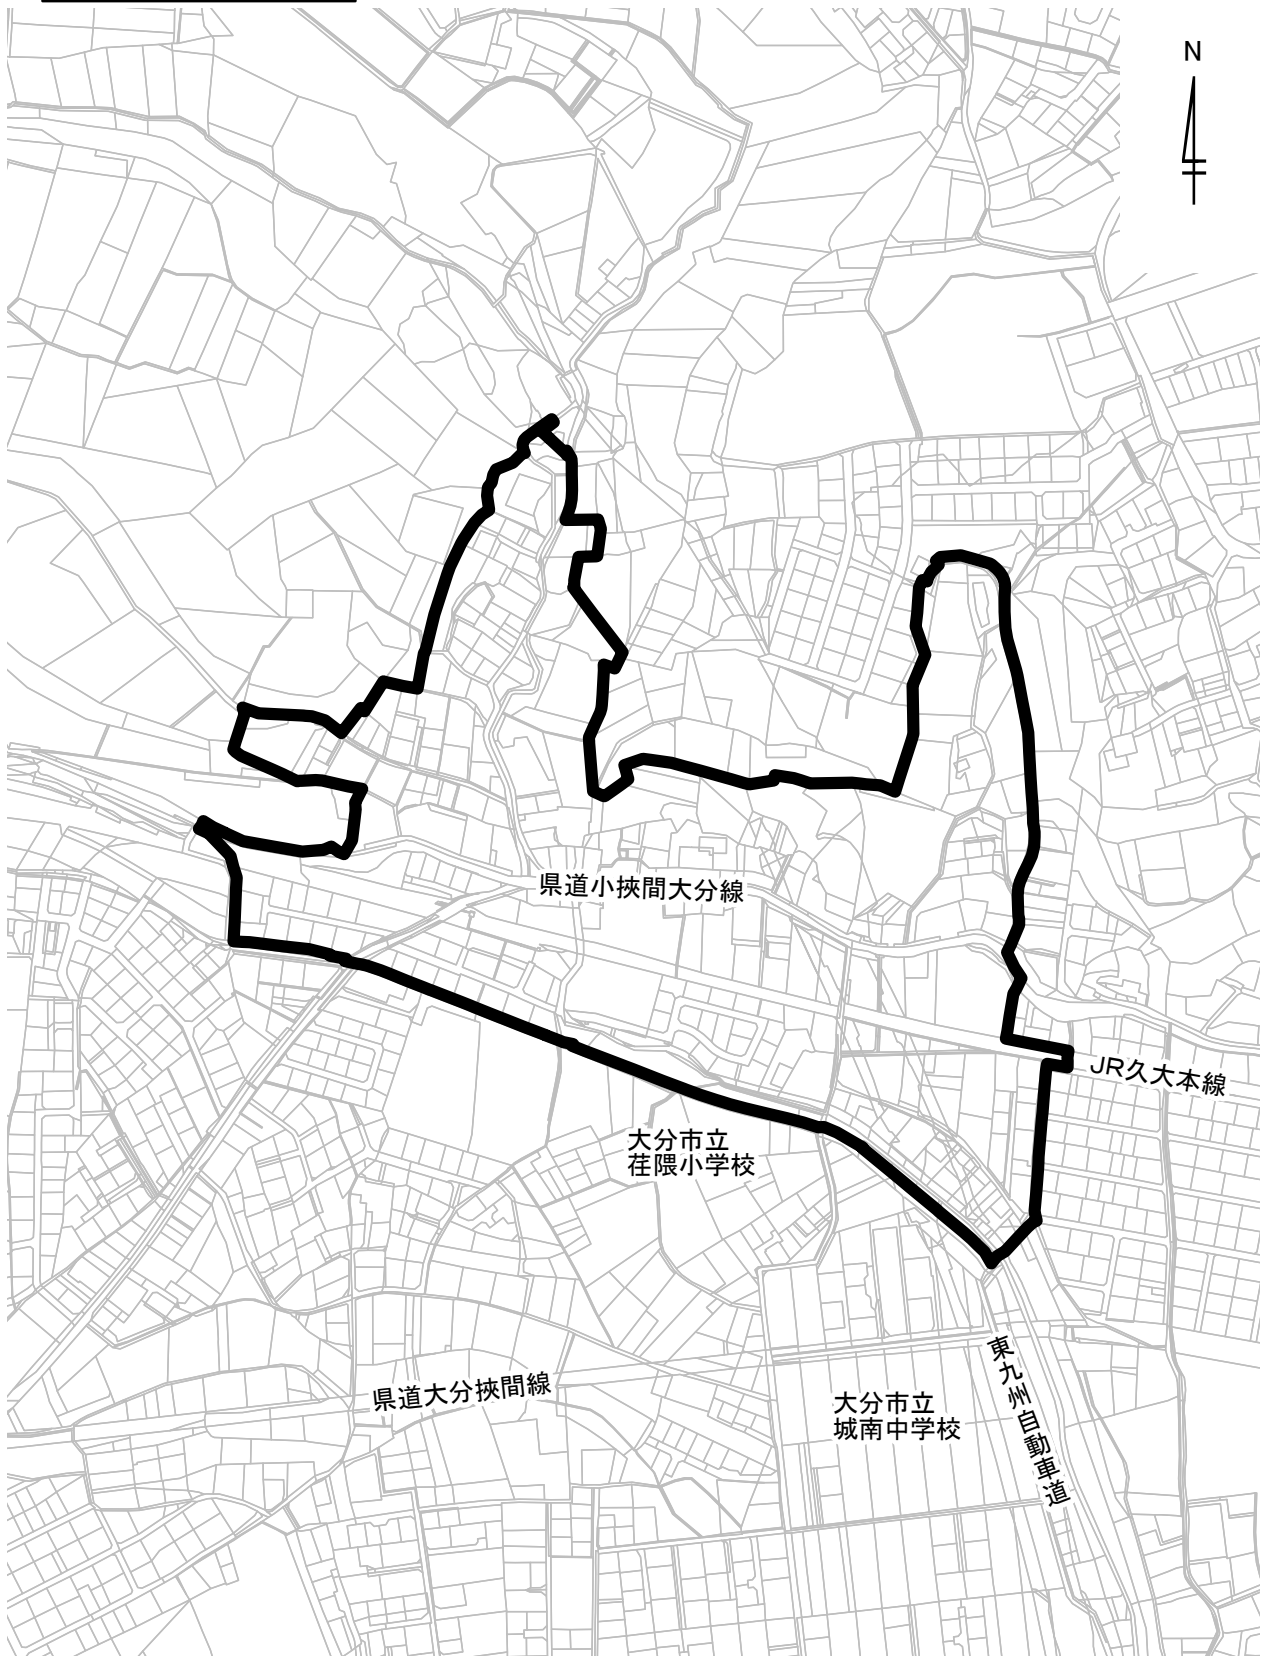 N
県道小挾間大分線
JR久大本線
大分市立
荏隈小学校
県道大分挾間線
大分市立
城南中学校
東九州自動車道